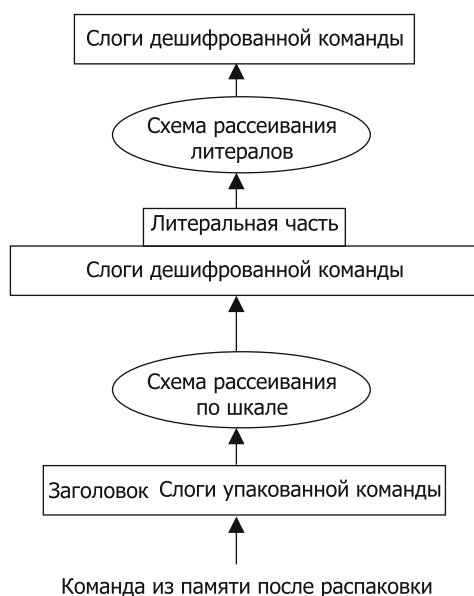 Слоги дешифрованной команды
Схема рассеивания
литералов
Литеральная часть
Слоги дешифрованной команды
Схема рассеивания
по шкале
Заголовок Слоги упакованной команды
Команда из памяти после распаковки